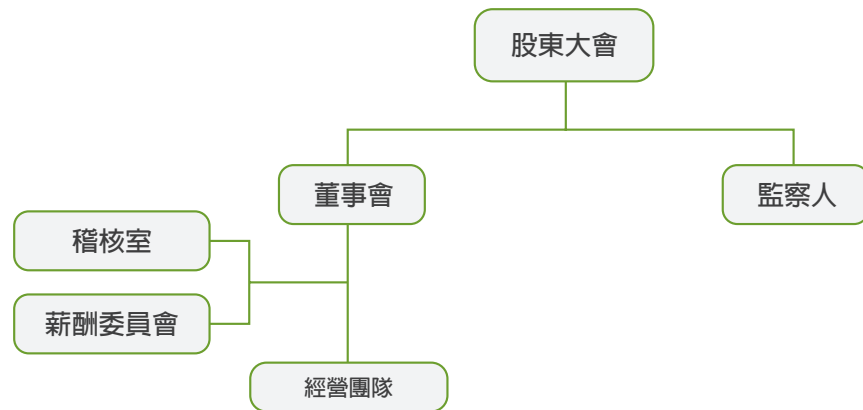 股東大會
董事會
監察人
稽核室
薪酬委員會
經營團隊